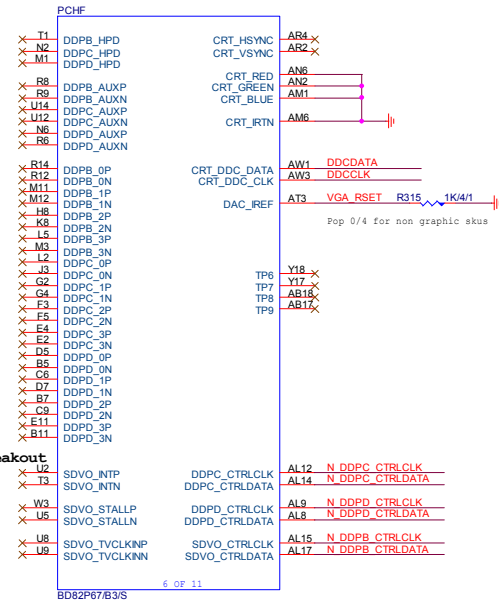 PCHF
T1 DDPB_HPD CRT_HSYNC AR4
N2 DDPC_HPD CRT_VSYNC AR2
M1 DDPD_HPD
CRT_RED AN6
R8 DDPB_AUXP CRT_GREEN AN2
R9 DDPB_AUXN CRT_BLUE AM1
U14 DDPC_AUXP
U12 DDPC_AUXN CRT_IRTN AM6
N6 DDPD_AUXP
R6 DDPD_AUXN
R14 DDPB_0P CRT_DDC_DATA AW1 DDCDATA
R12 DDPB_0N CRT_DDC_CLK AW3 DDCCLK
M11 DDPB_1P
M12 DDPB_1N DAC_IREF AT3 VGA_RSET R315 1K/4/1
H8 DDPB_2P Pop 0/4 for non graphic skus
K8 DDPB_2N
L5 DDPB_3P
M3 DDPB_3N
L2 DDPC_0P
J3 DDPC_0N TP6 Y18
G2 DDPC_1P TP7 Y17
G4 DDPC_1N TP8 AB18
F3 DDPC_2P TP9 AB17
F5 DDPC_2N
E4 DDPC_3P
E2 DDPC_3N
D5 DDPD_0P
B5 DDPD_0N
C6 DDPD_1P
D7 DDPD_1N
B7 DDPD_2P
C9 DDPD_2N
E11 DDPD_3P
B11 DDPD_3N
eakout
U2 SDVO_INTP DDPC_CTRLCLK AL12 N_DDPC_CTRLCLK
T3 SDVO_INTN DDPC_CTRLDATA AL14 N_DDPC_CTRLDATA
W3 SDVO_STALLP DDPD_CTRLCLK AL9 N_DDPD_CTRLCLK
U5 SDVO_STALLN DDPD_CTRLDATA AL8 N_DDPD_CTRLDATA
U8 SDVO_TVCLKINP SDVO_CTRLCLK AL15 N_DDPB_CTRLCLK
U9 SDVO_TVCLKINN SDVO_CTRLDATA AL17 N_DDPB_CTRLDATA
6 OF 11
BD82P67/B3/S